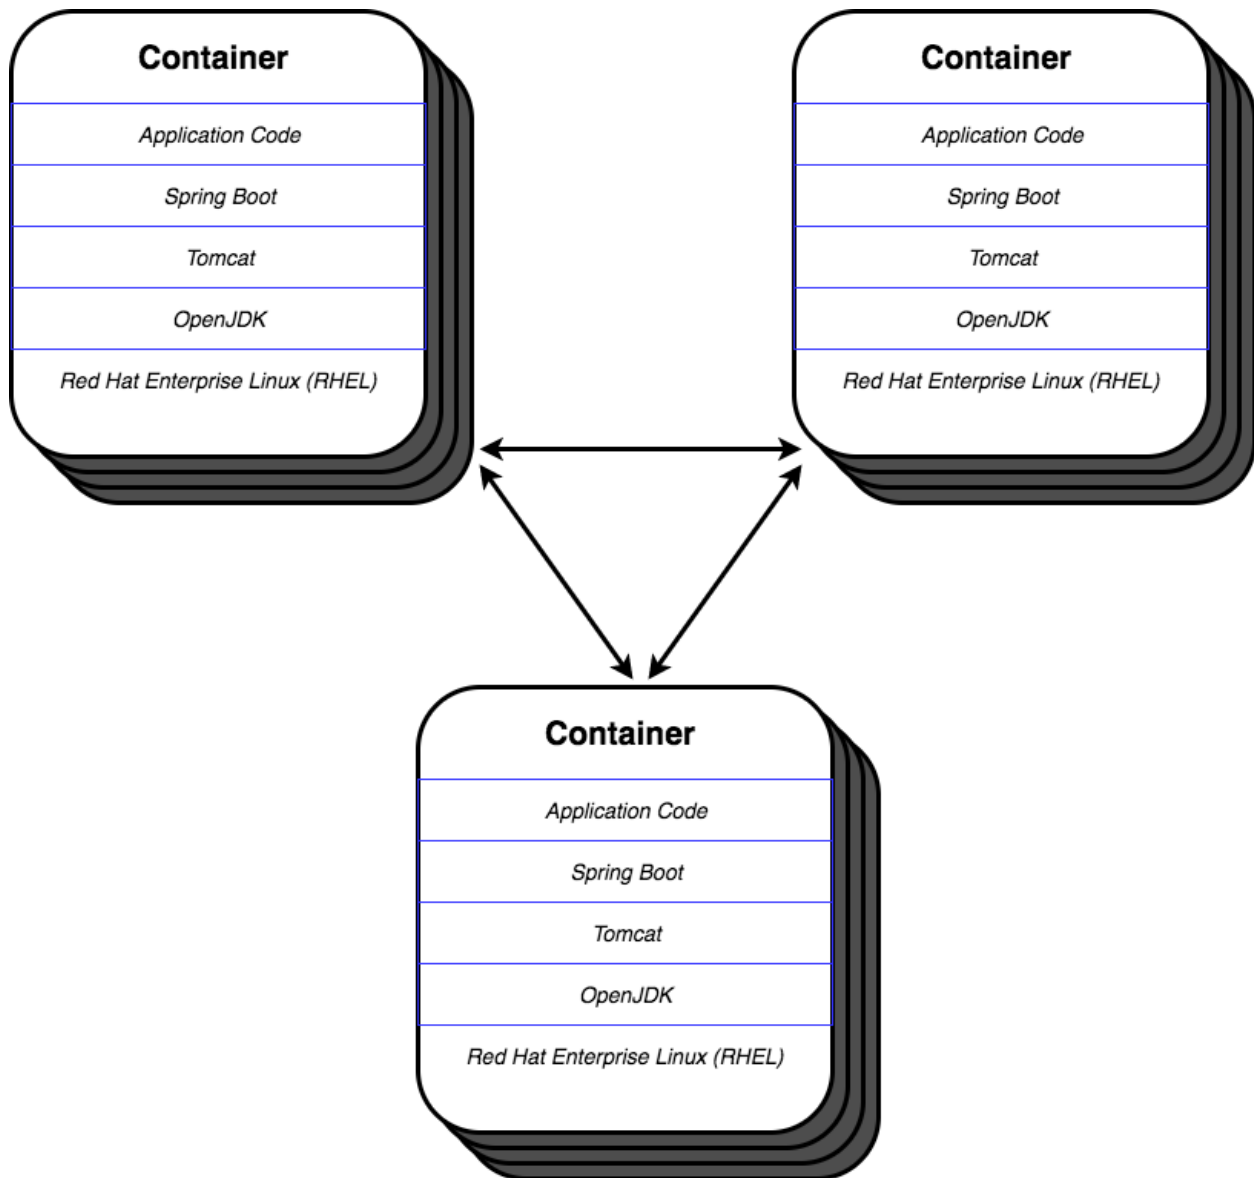 Container
Application Code
Spring Boot
Tomcat
OpenJDK
Red Hat Enterprise Linux (RHEL)
Container
Application Code
Spring Boot
Tomcat
OpenJDK
Red Hat Enterprise Linux (RHEL)
Container
Application Code
Spring Boot
Tomcat
OpenJDK
Red Hat Enterprise Linux (RHEL)